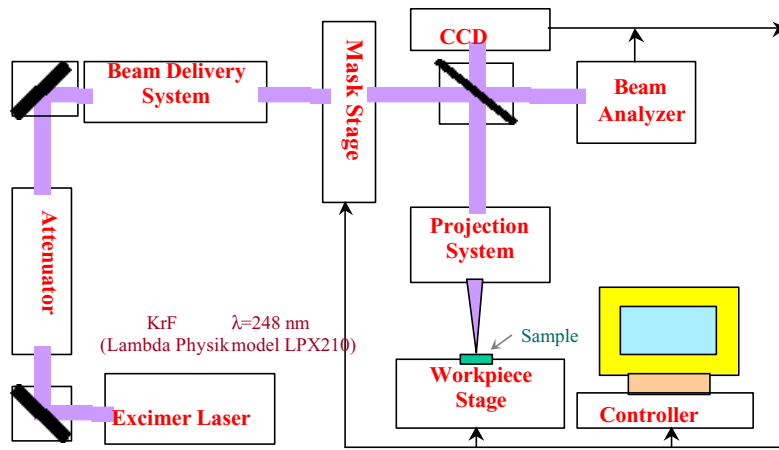 CCD
Beam Delivery
System
Mask Stage
Beam
Analyzer
Attenuator
Projection
System
KrF λ=248 nm
(Lambda Physik model LPX210)
Sample
Workpiece
Stage
Excimer Laser
Controller